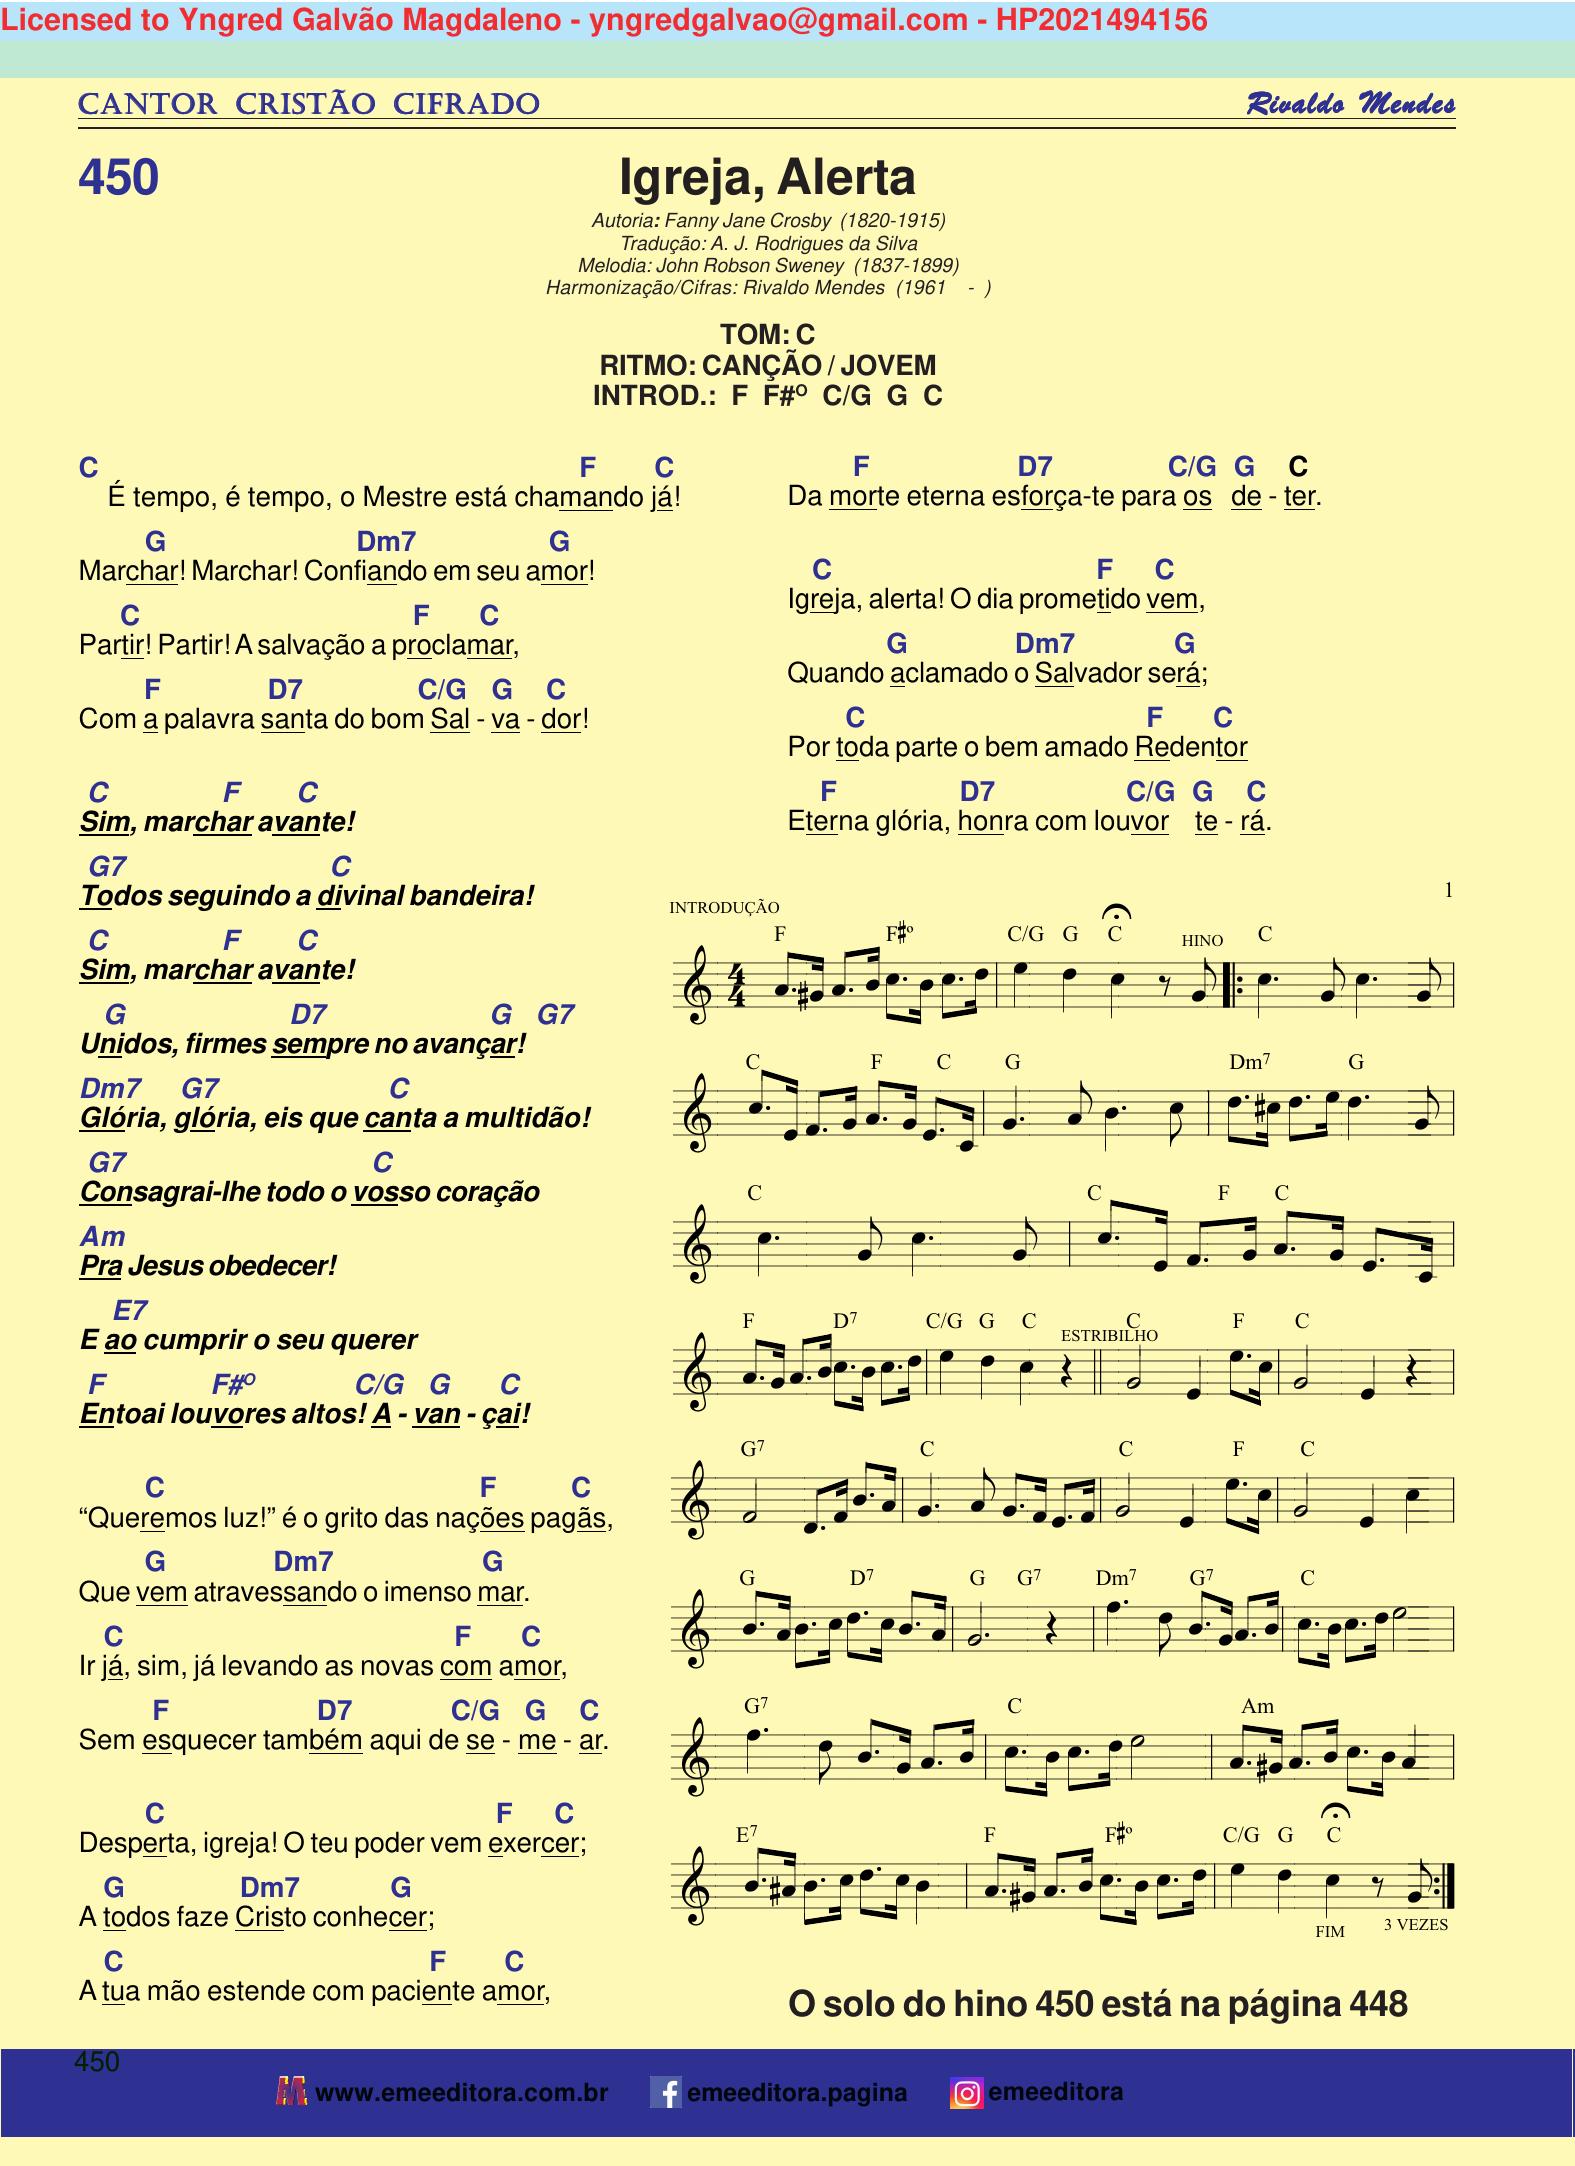 Licensed to Yngred Galvão Magdaleno - yngredgalvao@gmail.com - HP2021494156
CANTOR CRISTÃO CIFRADO
Rivaldo Mendes
450
Igreja, Alerta
Autoria: Fanny Jane Crosby (1820-1915)
Tradução: A. J. Rodrigues da Silva
Melodia: John Robson Sweney (1837-1899)
Harmonização/Cifras: Rivaldo Mendes (1961 - )
TOM: C
RITMO: CANÇÃO / JOVEM
INTROD.: F F#º C/G G C
C F C
É tempo, é tempo, o Mestre está chamando já!
G Dm7 G
Marchar! Marchar! Confiando em seu amor!
C F C
Partir! Partir! A salvação a proclamar,
F D7 C/G G C
Com a palavra santa do bom Sal - va - dor!
C F C
Sim, marchar avante!
G7 C
Todos seguindo a divinal bandeira!
C F C
Sim, marchar avante!
G D7 G G7
Unidos, firmes sempre no avançar!
Dm7 G7 C
Glória, glória, eis que canta a multidão!
G7 C
Consagrai-lhe todo o vosso coração
Am
Pra Jesus obedecer!
E7
E ao cumprir o seu querer
F F#º C/G G C
Entoai louvores altos! A - van - çai!
C F C
“Queremos luz!” é o grito das nações pagãs,
G Dm7 G
Que vem atravessando o imenso mar.
C F C
Ir já, sim, já levando as novas com amor,
F D7 C/G G C
Sem esquecer também aqui de se - me - ar.
C F C
Desperta, igreja! O teu poder vem exercer;
G Dm7 G
A todos faze Cristo conhecer;
C F C
A tua mão estende com paciente amor,
F D7 C/G G C
Da morte eterna esforça-te para os de - ter.
C F C
Igreja, alerta! O dia prometido vem,
G Dm7 G
Quando aclamado o Salvador será;
C F C
Por toda parte o bem amado Redentor
F D7 C/G G C
Eterna glória, honra com louvor te - rá.
1
INTRODUÇÃO
F F#º C/G G C HINO C
4
4
C F C G Dm7 G
C C F C
F D7 C/G G C ESTRIBILHO C F C
G7 C C F C
G D7 G G7 Dm7 G7 C
G7 C Am
E7 F F#º C/G G C
FIM 3 VEZES
O solo do hino 450 está na página 448
450
www.emeeditora.com.br emeeditora.pagina emeeditora